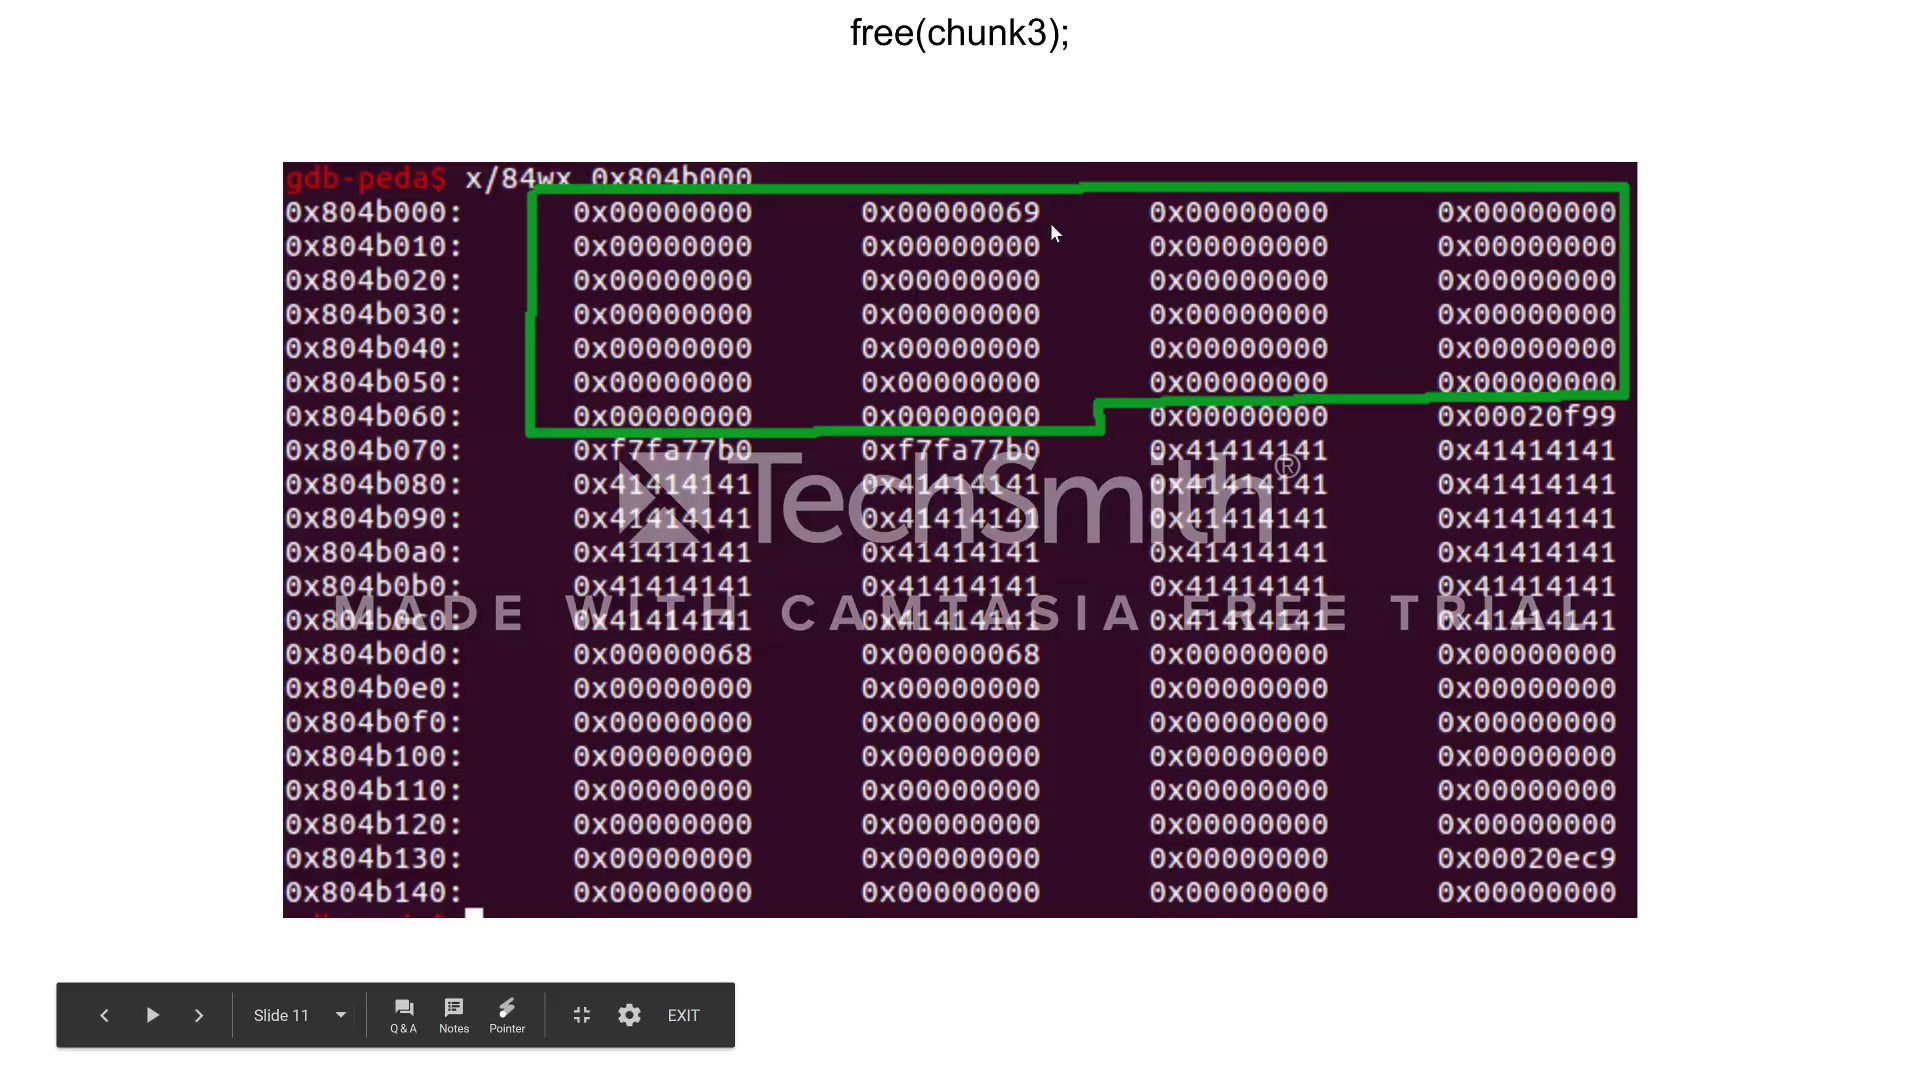 free(chunk3);
gdb-peda$ x/84wx 0x804b000
0x804b000: 0x00000000 0x00000069 0x00000000 0x00000000
0x804b010: 0x00000000 0x00000000 0x00000000 0x00000000
0x804b020: 0x00000000 0x00000000 0x00000000 0x00000000
0x804b030: 0x00000000 0x00000000 0x00000000 0x00000000
0x804b040: 0x00000000 0x00000000 0x00000000 0x00000000
0x804b050: 0x00000000 0x00000000 0x00000000 0x00000000
0x804b060: 0x00000000 0x00000000 0x00000000 0x00020f99
0x804b070: 0xf7fa77b0 0xf7fa77b0 0x41414141 0x41414141
TechSmith®
0x804b080: 0x41414141 0x41414141 0x41414141 0x41414141
0x804b090: 0x41414141 0x41414141 0x41414141 0x41414141
0x804b0a0: 0x41414141 0x41414141 0x41414141 0x41414141
0x804b0b0: 0x41414141 0x41414141 0x41414141 0x41414141
MADE WITH CAMTASIA FREE TRIAL
0x804b0c0: 0x41414141 0x41414141 0x41414141 0x41414141
0x804b0d0: 0x00000068 0x00000068 0x00000000 0x00000000
0x804b0e0: 0x00000000 0x00000000 0x00000000 0x00000000
0x804b0f0: 0x00000000 0x00000000 0x00000000 0x00000000
0x804b100: 0x00000000 0x00000000 0x00000000 0x00000000
0x804b110: 0x00000000 0x00000000 0x00000000 0x00000000
0x804b120: 0x00000000 0x00000000 0x00000000 0x00000000
0x804b130: 0x00000000 0x00000000 0x00000000 0x00020ec9
0x804b140: 0x00000000 0x00000000 0x00000000 0x00000000
Slide 11
Q & A Notes Pointer
EXIT